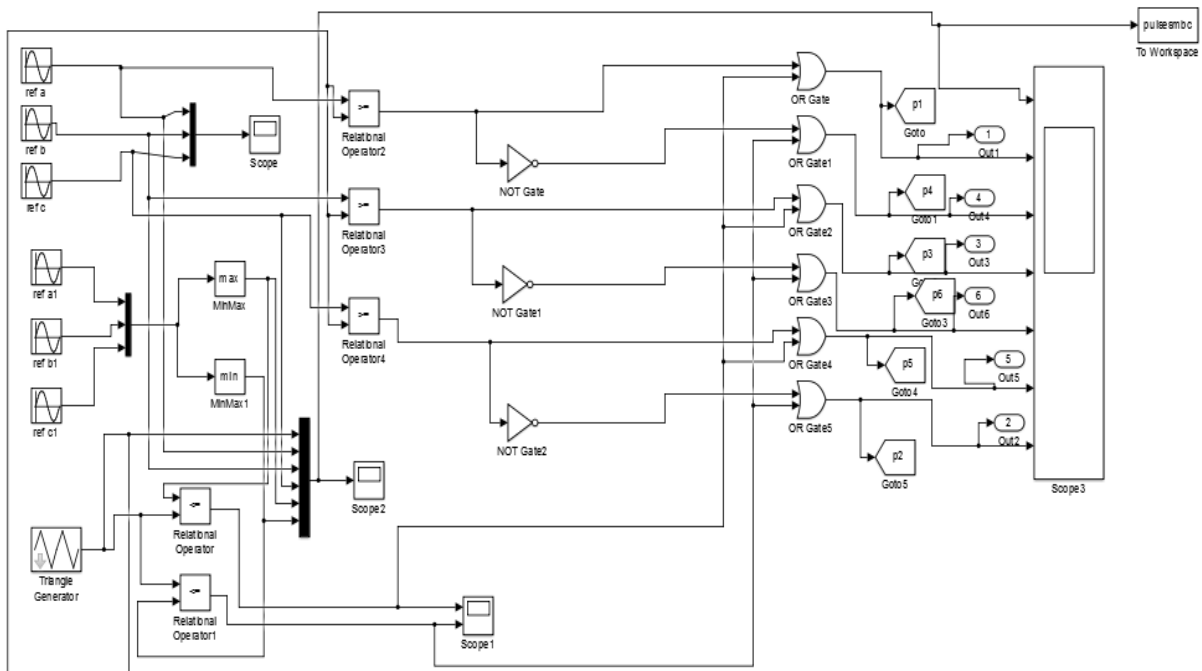 pulsesmbc
To Workspace
ref a
ref b
ref c
Scope
>=
Relational
Operator2
NOT Gate
OR Gate
p1
Goto
1
Out1
OR Gate1
p4
Goto1
4
Out4
>=
Relational
Operator3
NOT Gate1
OR Gate2
p3
3
Out3
OR Gate3
p6
Goto3
6
Out6
ref a1
ref b1
ref c1
max
MinMax
min
MinMax1
>=
Relational
Operator4
NOT Gate2
OR Gate4
p5
Goto4
5
Out5
OR Gate5
p2
Goto5
2
Out2
Scope3
Scope2
Triangle
Generator
<=
Relational
Operator
<=
Relational
Operator1
Scope1